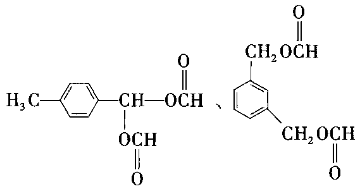 O
CH₂OCH
O
H₃C CH OCH 、
OCH CH₂OCH
O O